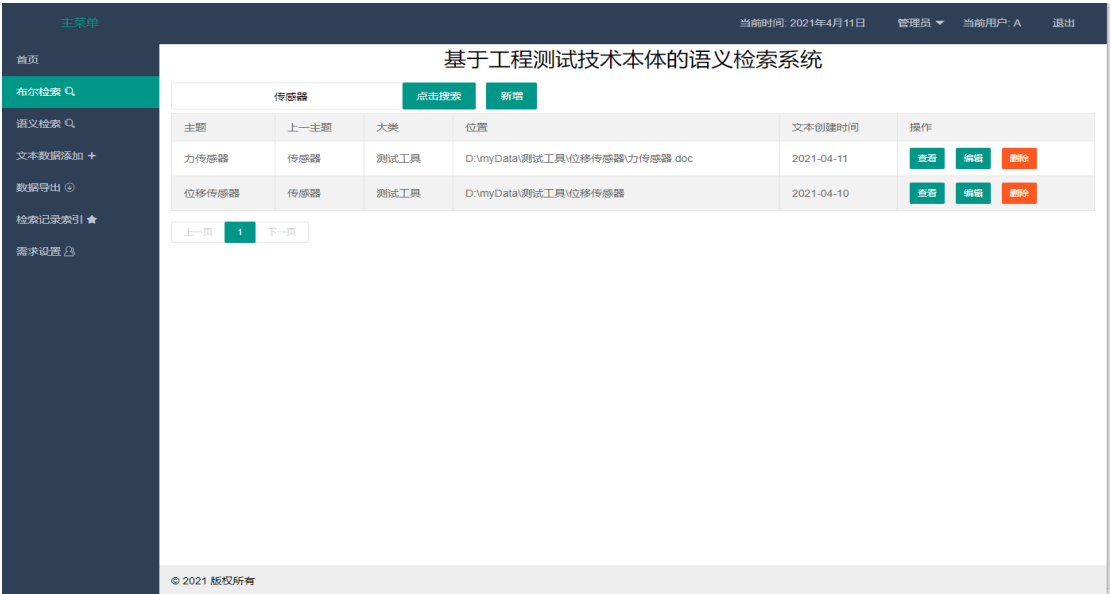 主菜单 当前时间: 2021年4月11日 管理员 当前用户: A 退出
首页
布尔检索
语义检索
文本数据添加 +
数据导出
检索记录索引
需求设置
基于工程测试技术本体的语义检索系统
传感器 点击搜索 新增
主题 上一主题 大类 位置 文本创建时间 操作
力传感器 传感器 测试工具 D:\myData\测试工具\位移传感器\力传感器.doc 2021-04-11 查看 编辑 删除
位移传感器 传感器 测试工具 D:\myData\测试工具\位移传感器 2021-04-10 查看 编辑 删除
上一页 1 下一页
© 2021 版权所有